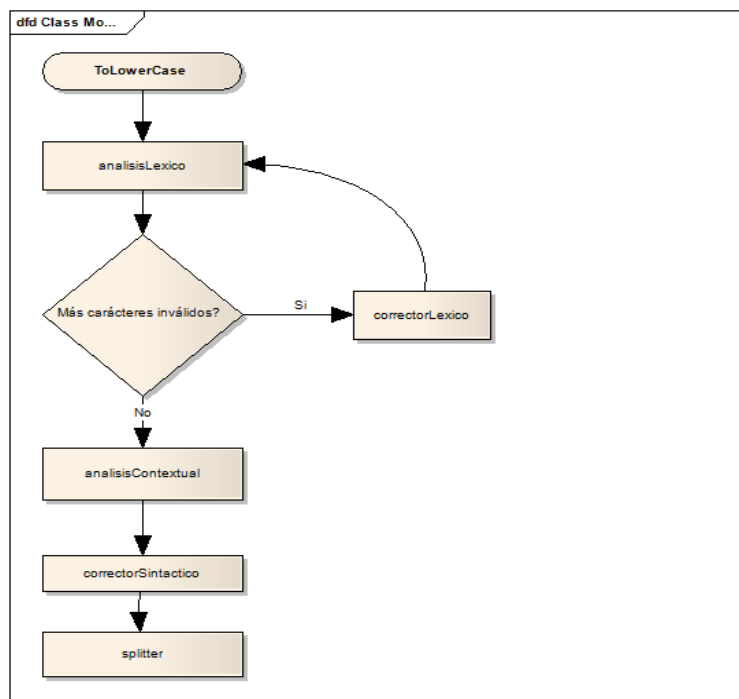 dfd Class Mo...
ToLowerCase
analisisLexico
Más carácteres inválidos?
Si
correctorLexico
No
analisisContextual
correctorSintactico
splitter